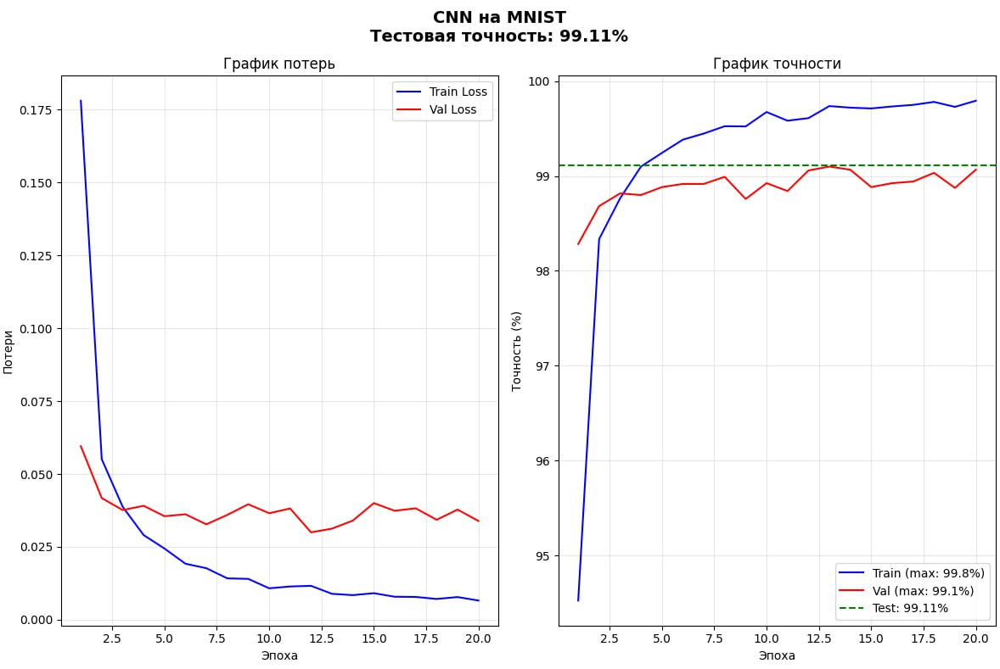 CNN на MNIST
Тестовая точность: 99.11%
График потерь
Train Loss
Val Loss
0.175
0.150
0.125
0.100
0.075
0.050
0.025
0.000
Потери
2.5 5.0 7.5 10.0 12.5 15.0 17.5 20.0
Эпоха
График точности
100
99
98
97
96
95
Точность (%)
Train (max: 99.8%)
Val (max: 99.1%)
Test: 99.11%
2.5 5.0 7.5 10.0 12.5 15.0 17.5 20.0
Эпоха